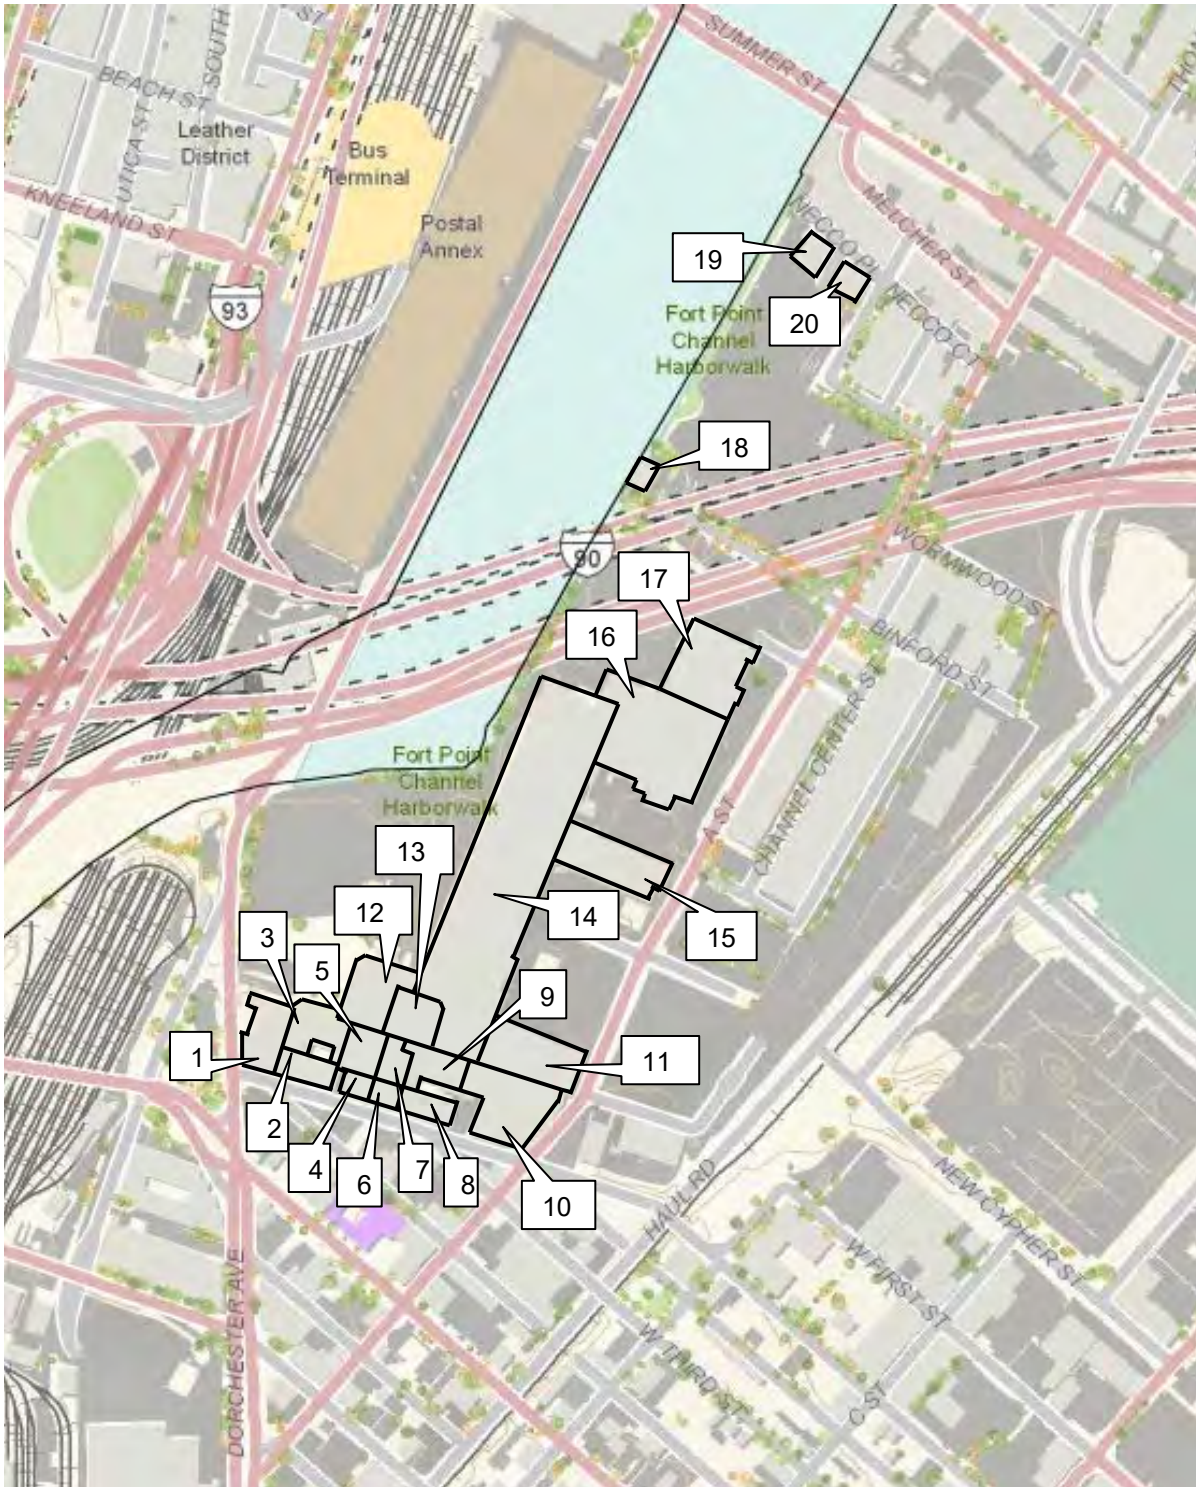 SUMMER ST
ST
SOUTH
BEACH ST
UTICA ST
Leather
District
Bus
Terminal
KNEELAND ST
Postal
Annex
MELCHER ST
NECCO PL
19
20
NECCO CT
93
Fort Point
Channel
Harborwalk
18
WORMWOOD ST
90
17
16
BINFORD ST
CHANNEL CENTER ST
Fort Point
Channel
Harborwalk
A ST
13
12
14
15
3
5
9
1
11
2
4
6
7
8
10
HAUL RD
NEW CYPHER ST
W FIRST ST
DORCHESTER AVE
W THIRD ST
C ST